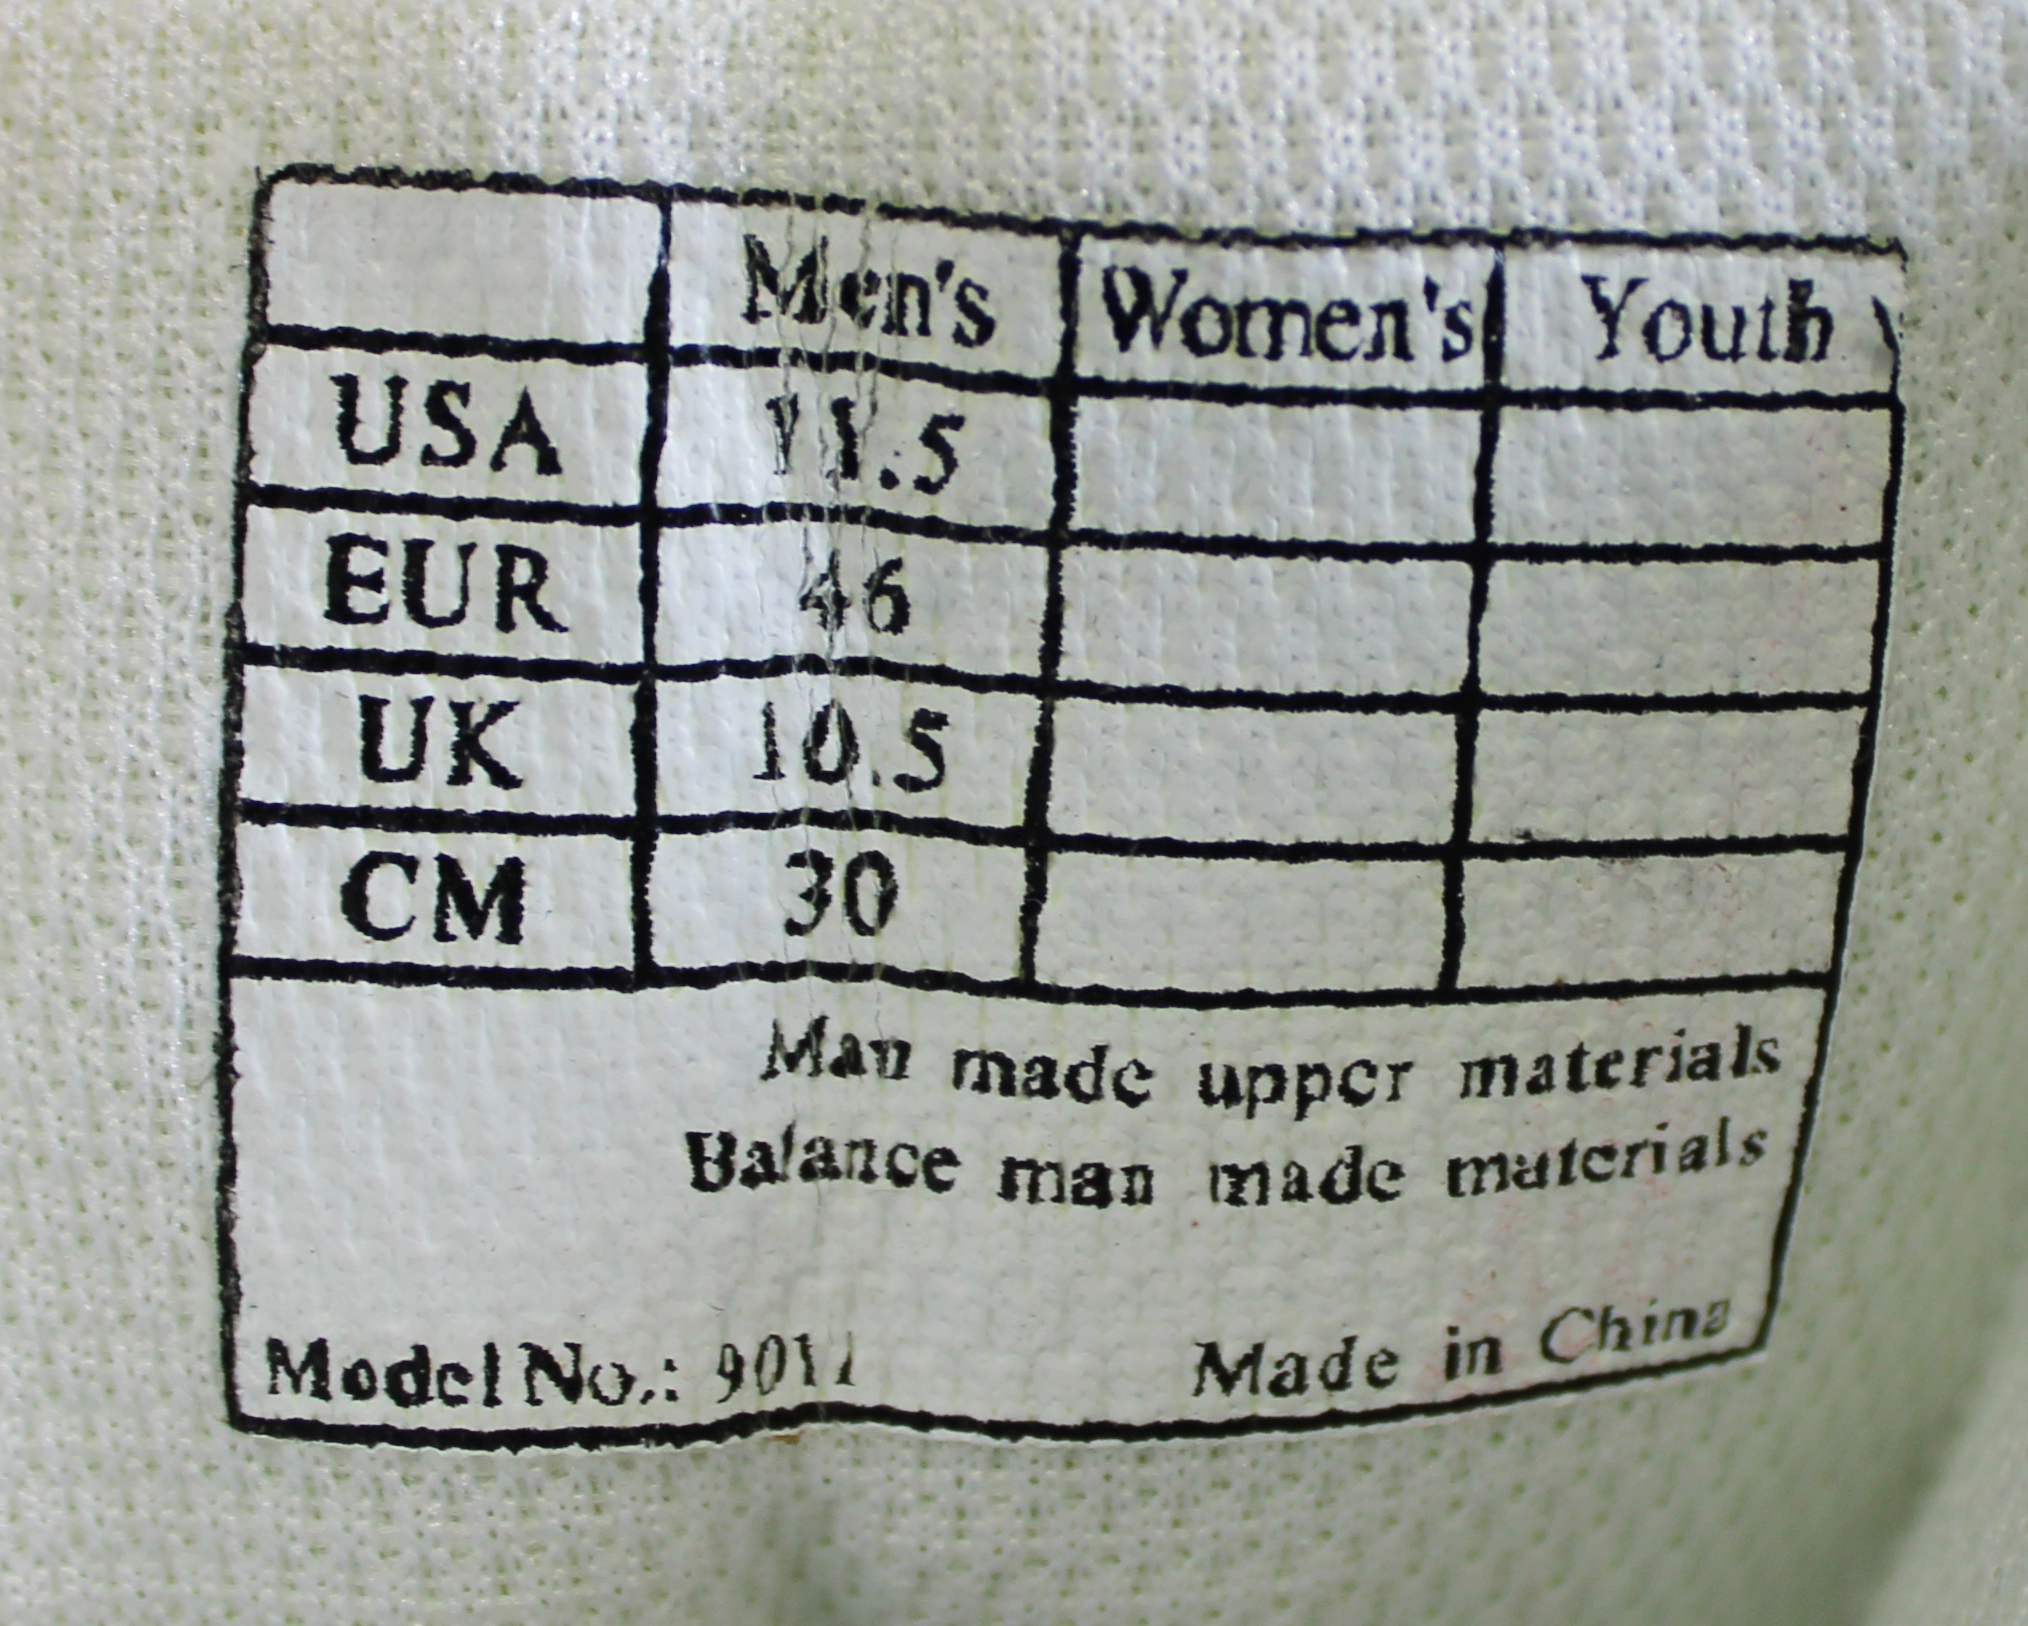 Men's Women's Youth
USA 11.5
EUR 46
UK 10.5
CM 30
Man made upper materials
Balance man made materials
Model No.: 9011 Made in China